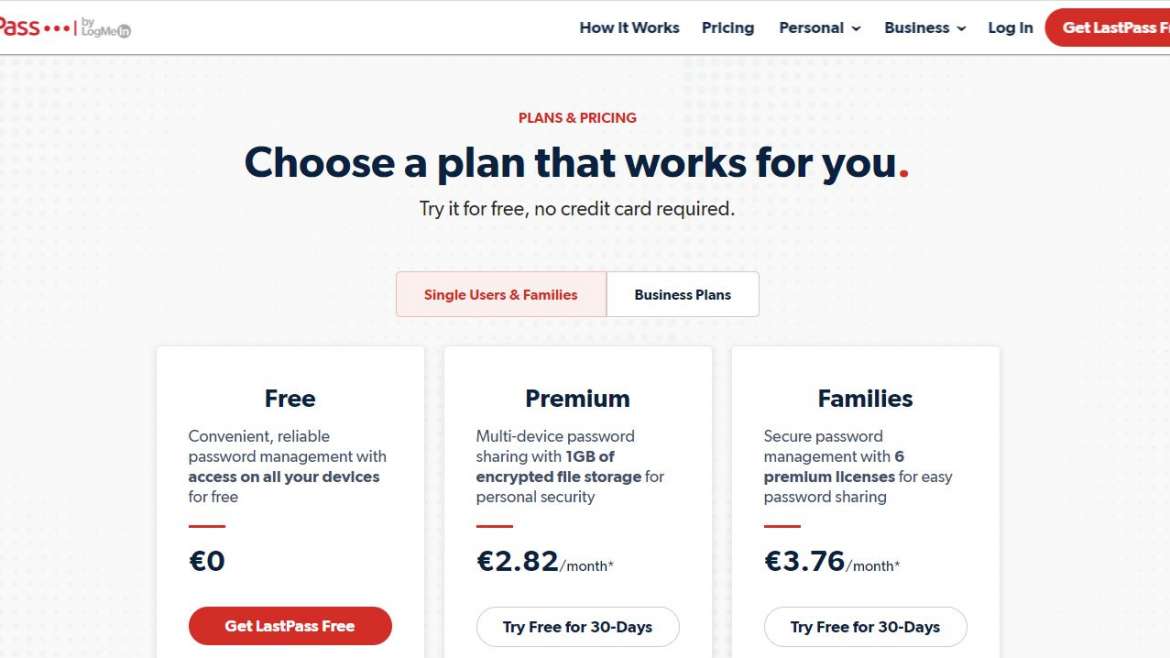 Pass •••| by
LogMeIn
How It Works Pricing Personal Business Log In Get LastPass F
PLANS & PRICING
Choose a plan that works for you.
Try it for free, no credit card required.
Single Users & Families Business Plans
Free
Convenient, reliable
password management with
access on all your devices
for free
€0
Get LastPass Free
Premium
Multi-device password
sharing with 1GB of
encrypted file storage for
personal security
€2.82/month*
Try Free for 30-Days
Families
Secure password
management with 6
premium licenses for easy
password sharing
€3.76/month*
Try Free for 30-Days